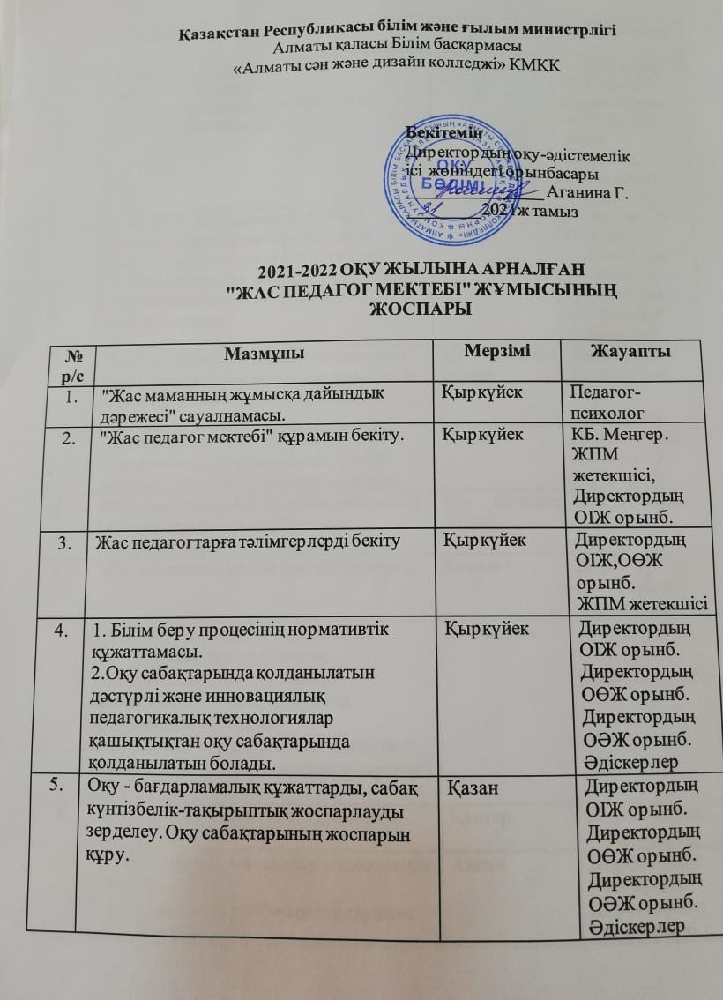 Қазақстан Республикасы білім және ғылым министрлігі
Алматы қаласы Білім басқармасы
«Алматы сән және дизайн колледжі» КМҚК
Бекітемін
Директордың оқу-әдістемелік
ісі жөніндегі орынбасары
Аганина Г.
31 2021ж тамыз
ОҚУ
БӨЛІМІ
2021-2022 ОҚУ ЖЫЛЫНА АРНАЛҒАН
"ЖАС ПЕДАГОГ МЕКТЕБІ" ЖҰМЫСЫНЫҢ
ЖОСПАРЫ
№ р/с Мазмұны Мерзімі Жауапты
1. "Жас маманның жұмысқа дайындық Қыркүйек Педагог-
дәрежесі" сауалнамасы. психолог
2. "Жас педагог мектебі" құрамын бекіту. Қыркүйек КБ. Меңгер.
ЖПМ
жетекшісі,
Директордың
ОІЖ орынб.
3. Жас педагогтарға тәлімгерлерді бекіту Қыркүйек Директордың
ОІЖ,ОӨЖ
орынб.
ЖПМ жетекшісі
4. 1. Білім беру процесінің нормативтік Қыркүйек Директордың
құжаттамасы. ОІЖ орынб.
2.Оқу сабақтарында қолданылатын Директордың
дәстүрлі және инновациялық ОӨЖ орынб.
педагогикалық технологиялар Директордың
қашықтықтан оқу сабақтарында ОӘЖ орынб.
қолданылатын болады. Әдіскерлер
5. Оқу - бағдарламалық құжаттарды, сабақ Қазан Директордың
күнтізбелік-тақырыптық жоспарлауды ОІЖ орынб.
зерделеу. Оқу сабақтарының жоспарын Директордың
құру. ОӨЖ орынб.
Директордың
ОӘЖ орынб.
Әдіскерлер